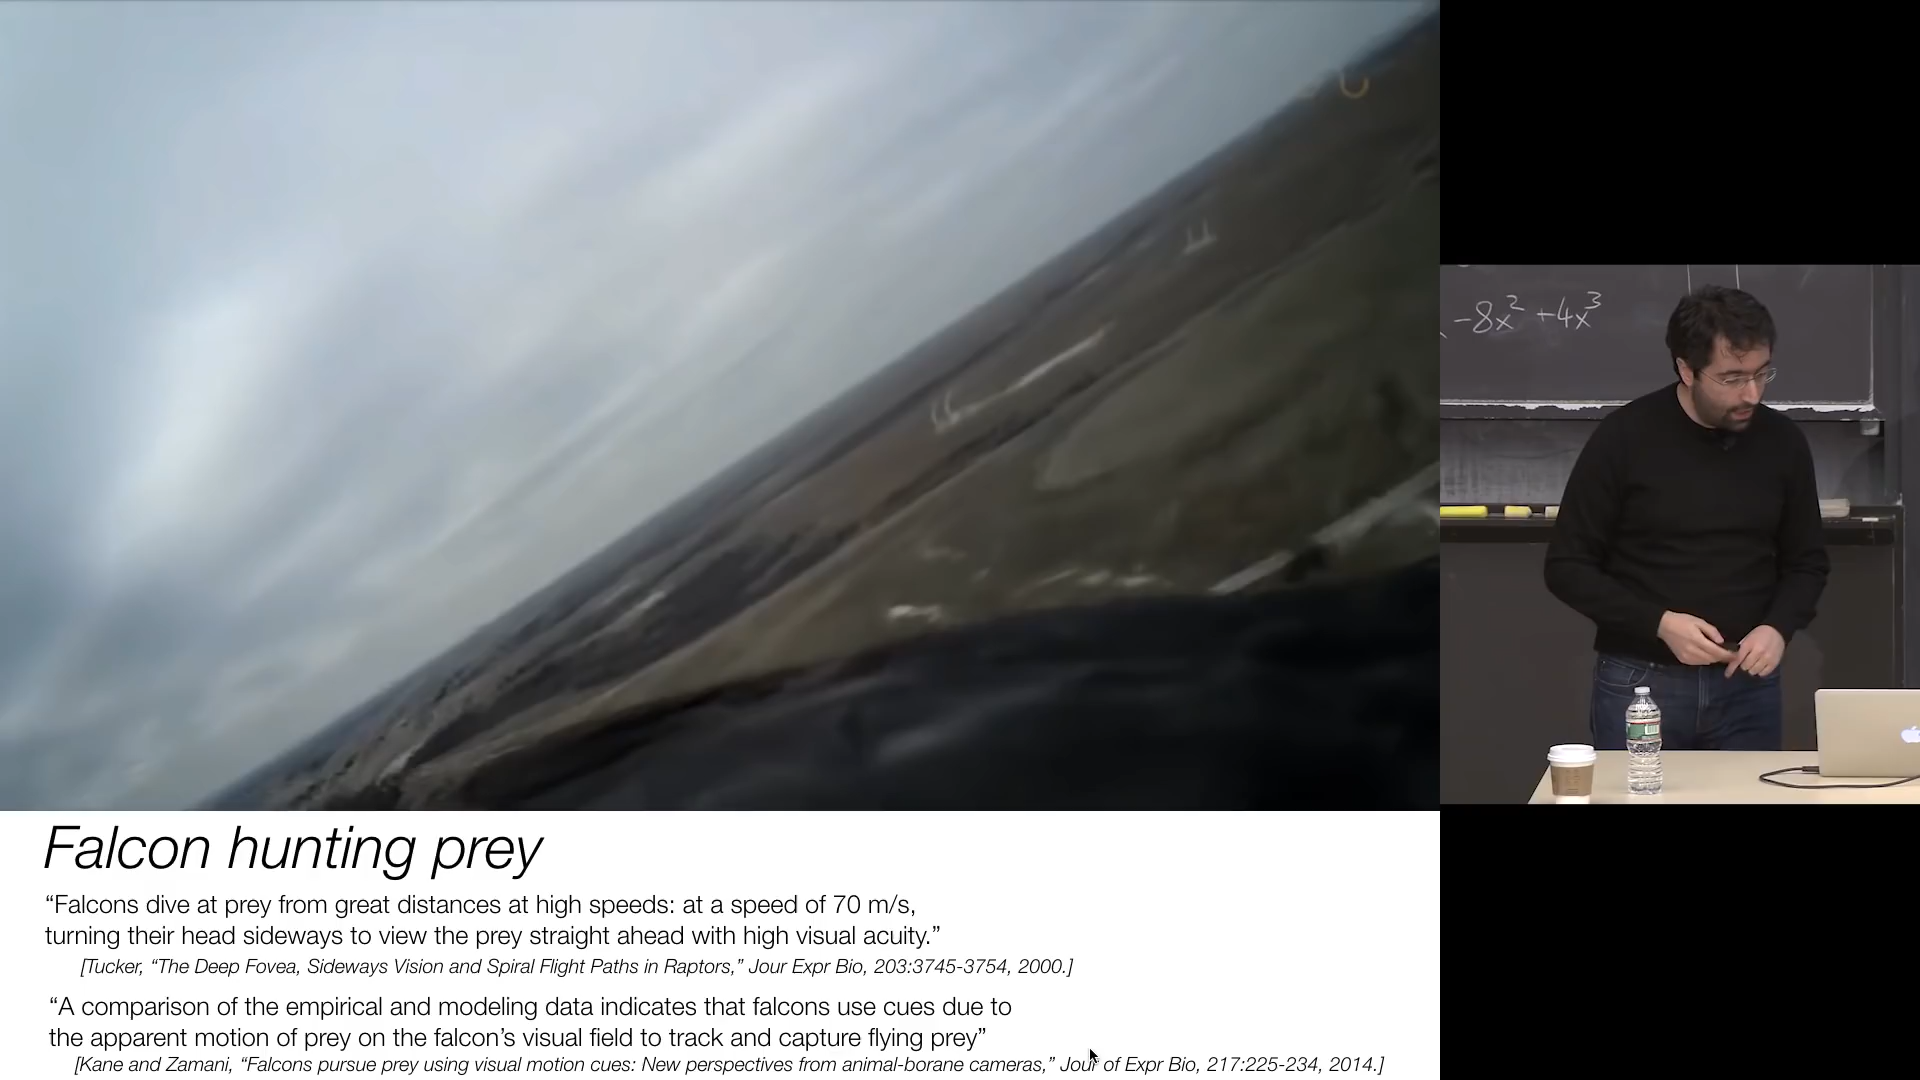 Falcon hunting prey
“Falcons dive at prey from great distances at high speeds: at a speed of 70 m/s,
turning their head sideways to view the prey straight ahead with high visual acuity.”
[Tucker, “The Deep Fovea, Sideways Vision and Spiral Flight Paths in Raptors,” Jour Expr Bio, 203:3745-3754, 2000.]
“A comparison of the empirical and modeling data indicates that falcons use cues due to
the apparent motion of prey on the falcon’s visual field to track and capture flying prey”
[Kane and Zamani, “Falcons pursue prey using visual motion cues: New perspectives from animal-borane cameras,” Jour of Expr Bio, 217:225-234, 2014.]
-8x² +4x³